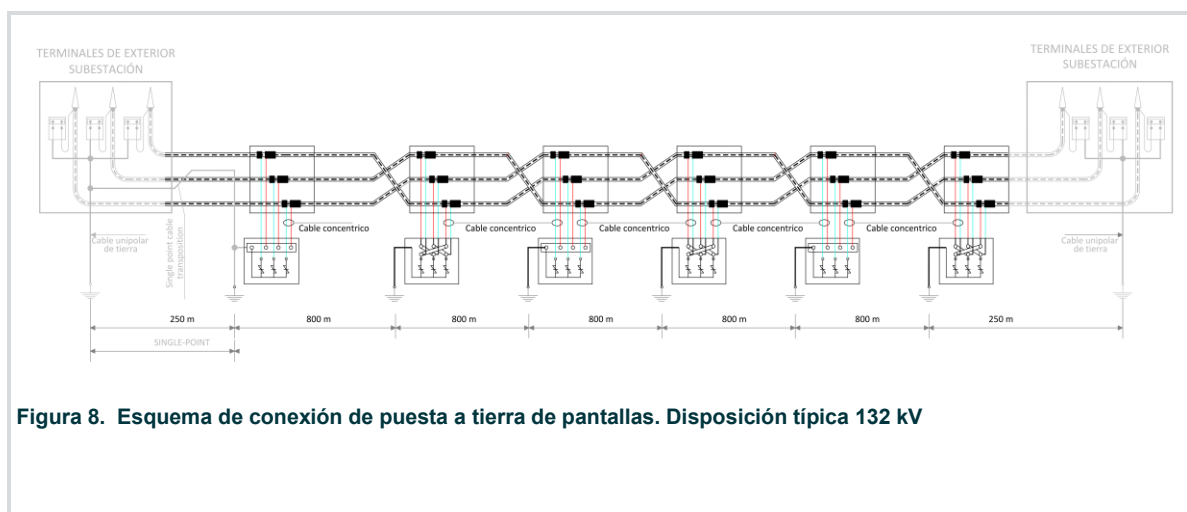 TERMINALES DE EXTERIOR
SUBESTACIÓN
TERMINALES DE EXTERIOR
SUBESTACIÓN
Cable unipolar
de tierra
Single point cable
transposition
Cable concentrico
Cable concentrico
Cable concentrico
Cable concentrico
Cable concentrico
Cable unipolar
de tierra
250 m
800 m
800 m
800 m
800 m
800 m
250 m
SINGLE-POINT
Figura 8. Esquema de conexión de puesta a tierra de pantallas. Disposición típica 132 kV